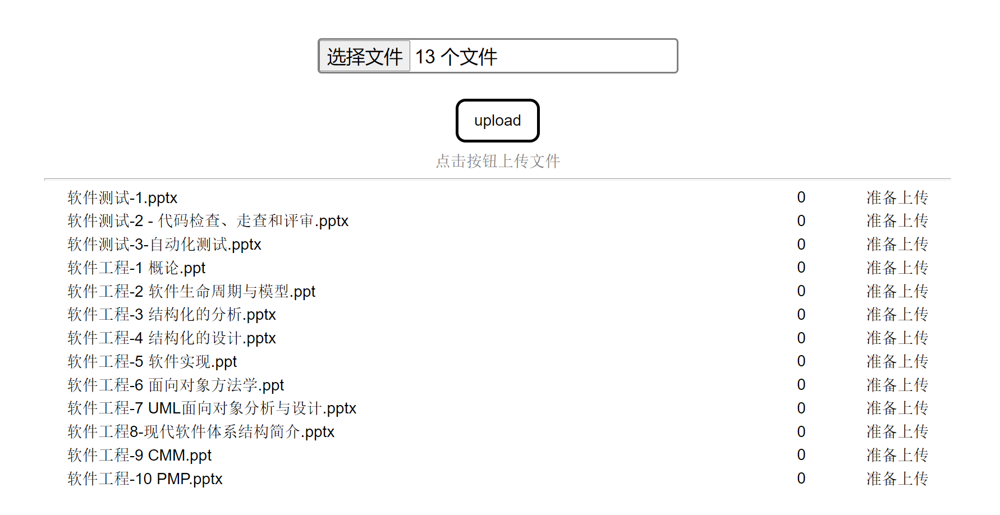 选择文件 13 个文件
upload
点击按钮上传文件
软件测试-1.pptx 0 准备上传
软件测试-2 - 代码检查、走查和评审.pptx 0 准备上传
软件测试-3-自动化测试.pptx 0 准备上传
软件工程-1 概论.ppt 0 准备上传
软件工程-2 软件生命周期与模型.ppt 0 准备上传
软件工程-3 结构化的分析.pptx 0 准备上传
软件工程-4 结构化的设计.pptx 0 准备上传
软件工程-5 软件实现.ppt 0 准备上传
软件工程-6 面向对象方法学.ppt 0 准备上传
软件工程-7 UML面向对象分析与设计.pptx 0 准备上传
软件工程8-现代软件体系结构简介.pptx 0 准备上传
软件工程-9 CMM.ppt 0 准备上传
软件工程-10 PMP.pptx 0 准备上传